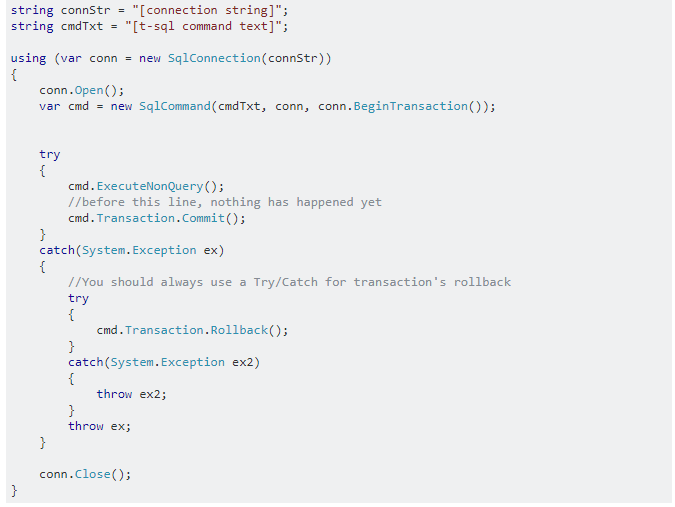 string connStr = "[connection string]";
string cmdTxt = "[t-sql command text]";

using (var conn = new SqlConnection(connStr))
{
    conn.Open();
    var cmd = new SqlCommand(cmdTxt, conn, conn.BeginTransaction());


    try
    {
        cmd.ExecuteNonQuery();
        //before this line, nothing has happened yet
        cmd.Transaction.Commit();
    }
    catch(System.Exception ex)
    {
        //You should always use a Try/Catch for transaction's rollback
        try
        {
            cmd.Transaction.Rollback();
        }
        catch(System.Exception ex2)
        {
            throw ex2;
        }
        throw ex;
    }

    conn.Close();
}